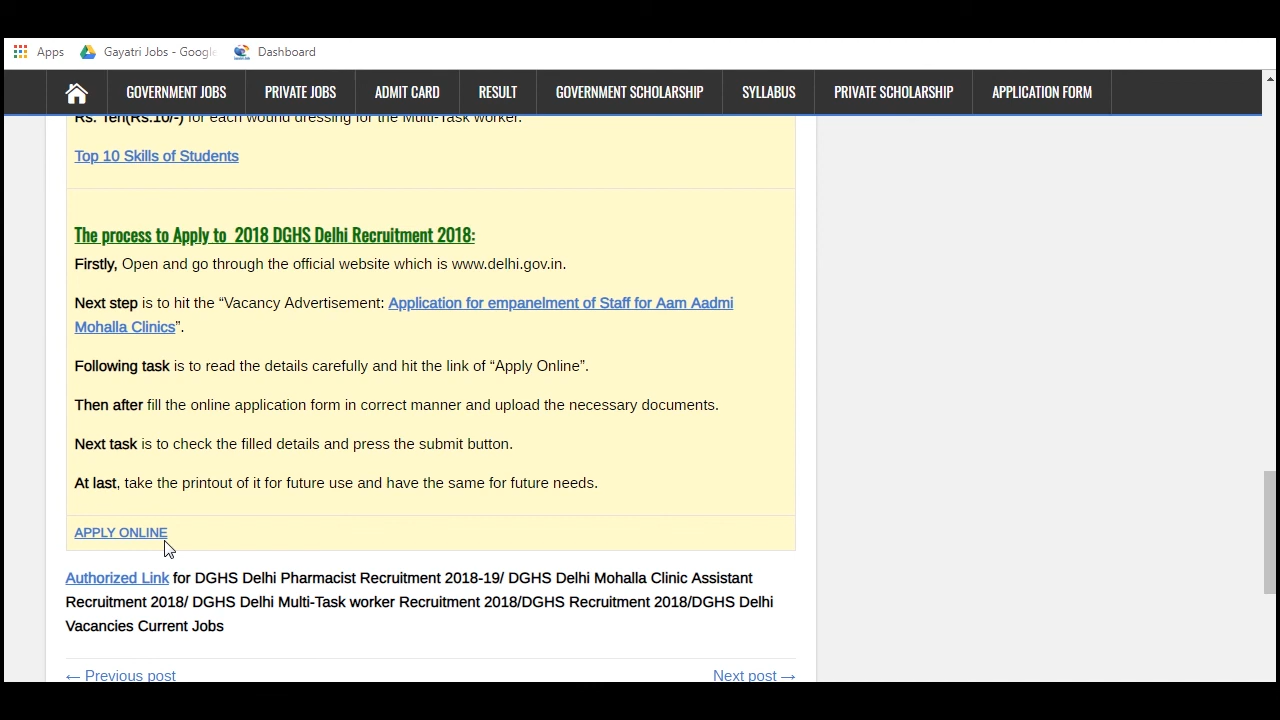 Apps Gayatri Jobs - Google Dashboard
GOVERNMENT JOBS PRIVATE JOBS ADMIT CARD RESULT GOVERNMENT SCHOLARSHIP SYLLABUS PRIVATE SCHOLARSHIP APPLICATION FORM
Rs. Ten(Rs.10/-) for each wound dressing for the Multi-Task worker.
Top 10 Skills of Students
The process to Apply to 2018 DGHS Delhi Recruitment 2018:
Firstly, Open and go through the official website which is www.delhi.gov.in.
Next step is to hit the “Vacancy Advertisement: Application for empanelment of Staff for Aam Aadmi
Mohalla Clinics”.
Following task is to read the details carefully and hit the link of “Apply Online”.
Then after fill the online application form in correct manner and upload the necessary documents.
Next task is to check the filled details and press the submit button.
At last, take the printout of it for future use and have the same for future needs.
APPLY ONLINE
Authorized Link for DGHS Delhi Pharmacist Recruitment 2018-19/ DGHS Delhi Mohalla Clinic Assistant
Recruitment 2018/ DGHS Delhi Multi-Task worker Recruitment 2018/DGHS Recruitment 2018/DGHS Delhi
Vacancies Current Jobs
← Previous post Next post →